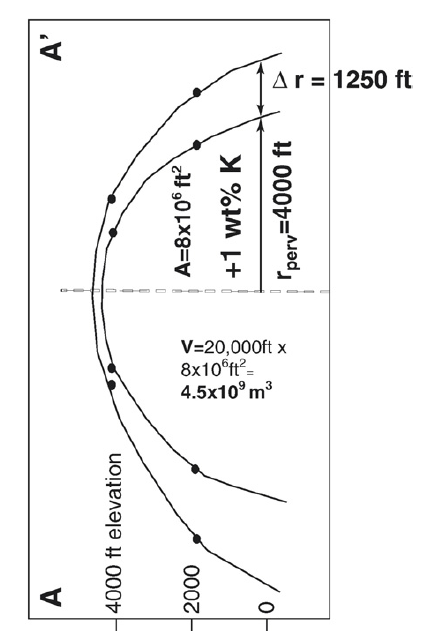 A'
Δ r = 1250 ft
A=8x10⁶ ft²
+1 wt% K
rperv=4000 ft
V=20,000ft x
8x10⁶ft²=
4.5x10⁹ m³
4000 ft elevation
2000
0
A